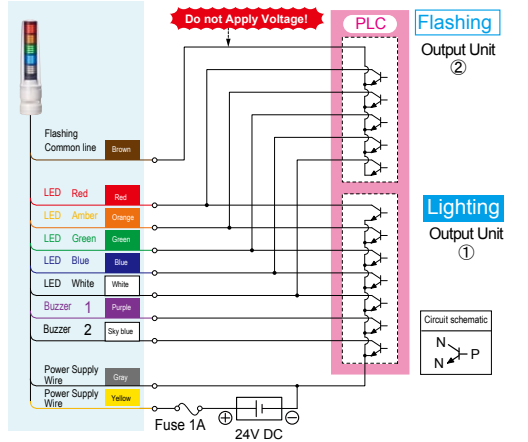 Do not Apply Voltage!
PLC
Flashing
Output Unit
②
Flashing
Common line
Brown
LED Red
Red
LED Amber
Orange
LED Green
Green
LED Blue
Blue
LED White
White
Buzzer 1
Purple
Buzzer 2
Sky blue
Power Supply
Wire
Gray
Power Supply
Wire
Yellow
Fuse 1A
⊕
⊖
24V DC
Lighting
Output Unit
①
Circuit schematic
N
P
N